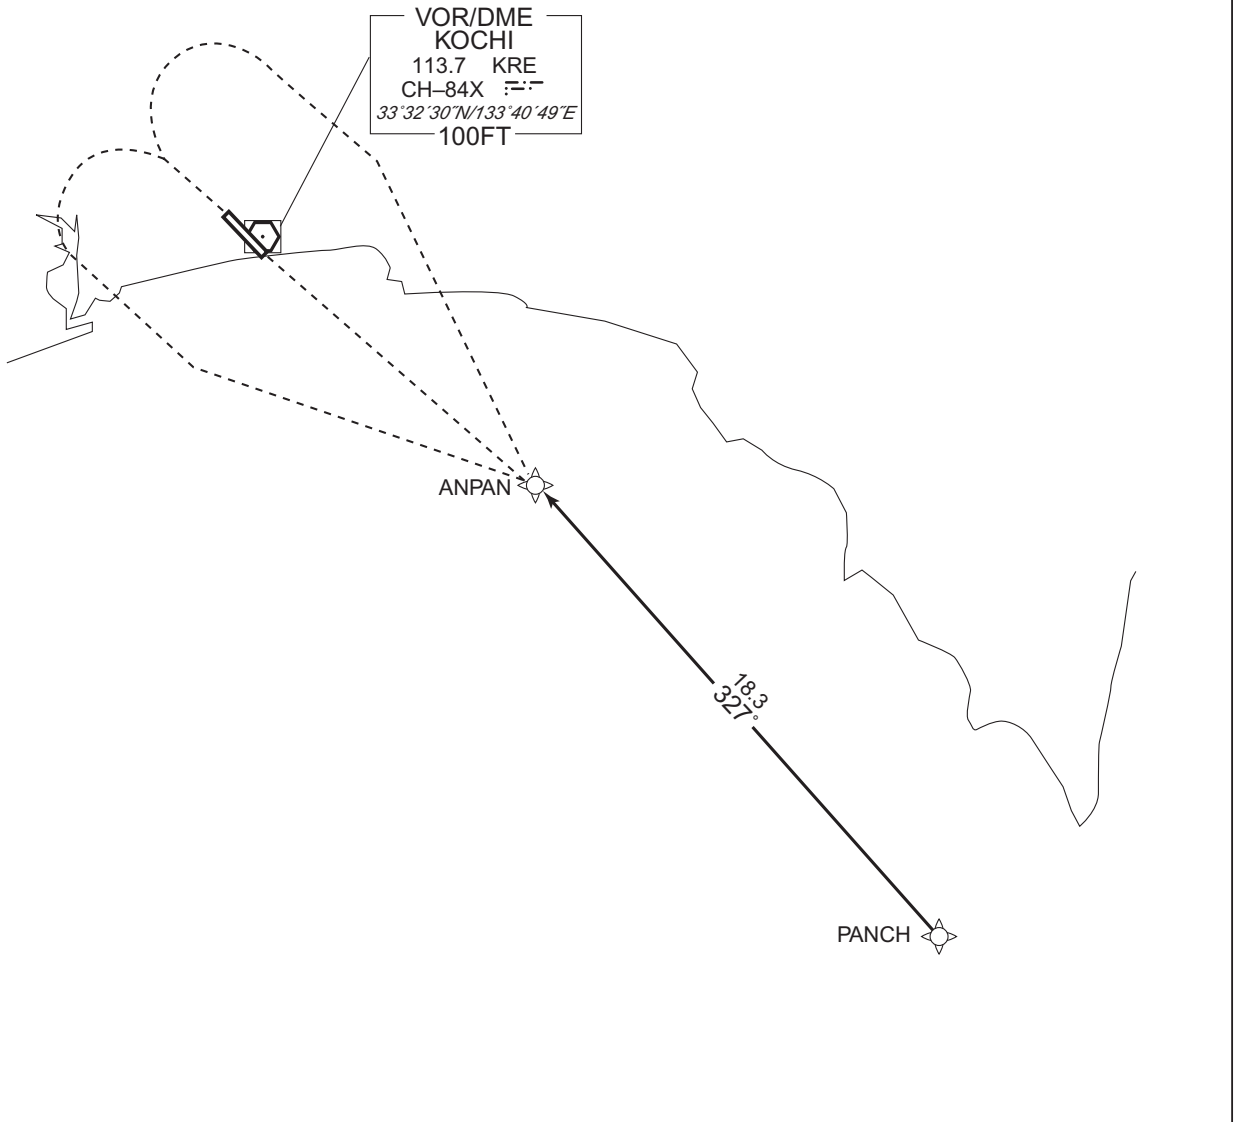 VOR/DME
KOCHI
113.7 KRE
CH–84X
33°32′30″N/133°40′49″E
100FT
ANPAN
18.3
327°
PANCH